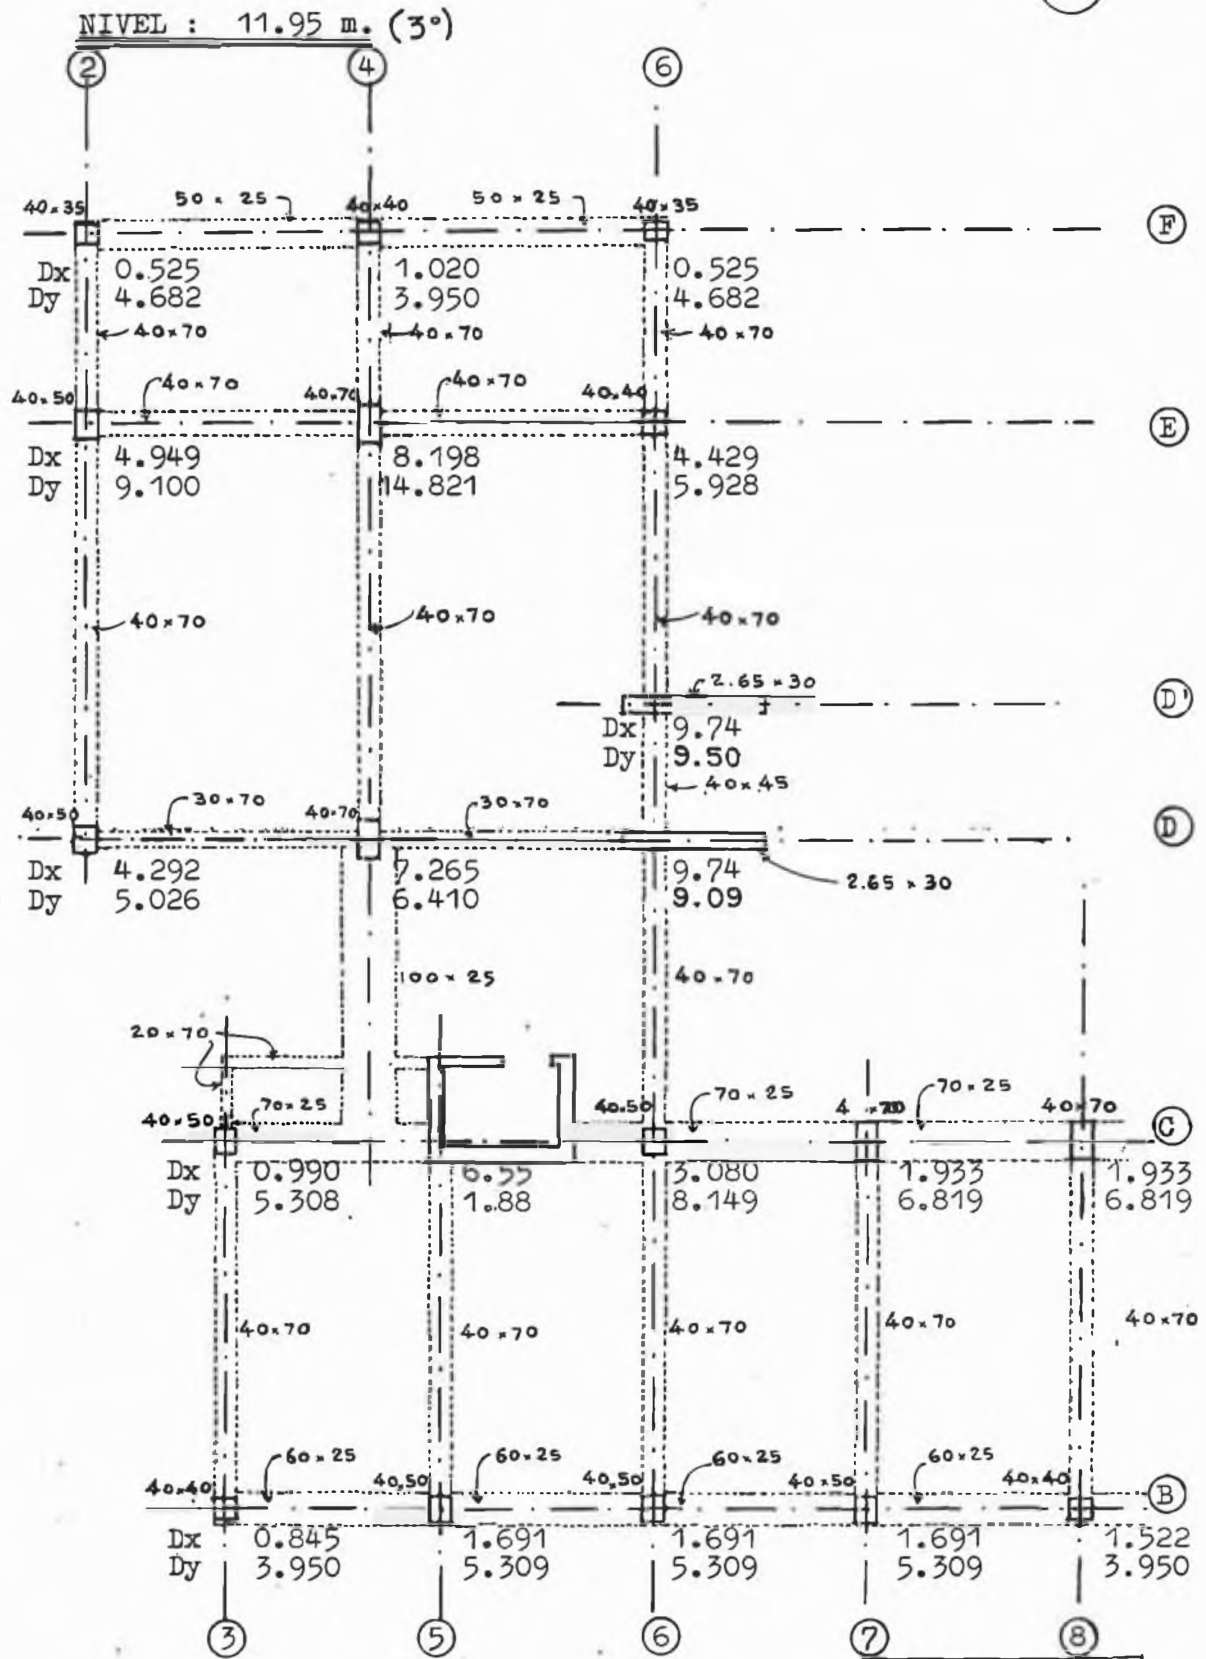 NIVEL : 11.95 m. (3°)
2 4 6
50 x 25 50 x 25
40x35 40x40 40x35
F
Dx 0.525 1.020 0.525
Dy 4.682 3.950 4.682
40x70 40x70 40x70
40x70 40x70
40x50 40x70 40x40
E
Dx 4.949 8.198 4.429
Dy 9.100 14.821 5.928
40x70 40x70 40x70
2.65 x 30
D'
Dx 9.74
Dy 9.50
40x45
30x70 30x70
40x50 40x70
D
Dx 4.292 7.265 9.74
Dy 5.026 6.410 9.09
2.65 x 30
100 x 25 40x70
20x70
70x25 70x25 70x25
40x50 40x50 40x70
C
Dx 0.990 6.55 3.080 1.933 1.933
Dy 5.308 1.88 8.149 6.819 6.819
40x70 40x70 40x70 40x70 40x70
60x25 60x25 60x25 60x25
40x40 40x50 40x50 40x50 40x40
B
Dx 0.845 1.691 1.691 1.691 1.522
Dy 3.950 5.309 5.309 5.309 3.950
3 5 6 7 8